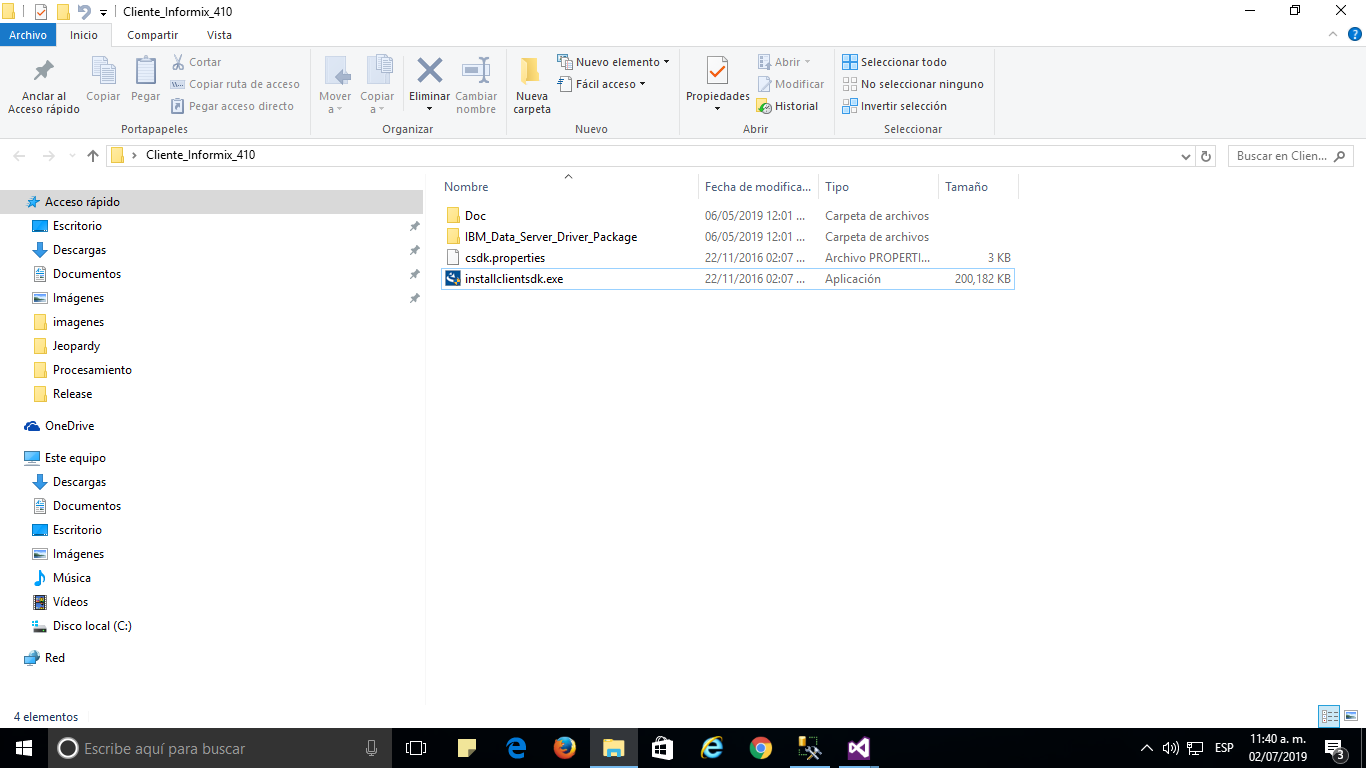 Cliente_Informix_410
Archivo
Inicio
Compartir
Vista
Anclar al
Acceso rápido
Copiar
Pegar
Cortar
Copiar ruta de acceso
Pegar acceso directo
Portapapeles
Mover
a
Copiar
a
Eliminar
Cambiar
nombre
Organizar
Nueva
carpeta
Nuevo elemento
Fácil acceso
Nuevo
Propiedades
Abrir
Modificar
Historial
Abrir
Seleccionar todo
No seleccionar ninguno
Invertir selección
Seleccionar
Cliente_Informix_410
Buscar en Clien...
Acceso rápido
Escritorio
Descargas
Documentos
Imágenes
imagenes
Jeopardy
Procesamiento
Release
OneDrive
Este equipo
Descargas
Documentos
Escritorio
Imágenes
Música
Vídeos
Disco local (C:)
Red
Nombre Fecha de modifica... Tipo Tamaño
Doc 06/05/2019 12:01 ... Carpeta de archivos
IBM_Data_Server_Driver_Package 06/05/2019 12:01 ... Carpeta de archivos
csdk.properties 22/11/2016 02:07 ... Archivo PROPERTI... 3 KB
installclientsdk.exe 22/11/2016 02:07 ... Aplicación 200,182 KB
4 elementos
Escribe aquí para buscar
ESP
11:40 a. m.
02/07/2019
3